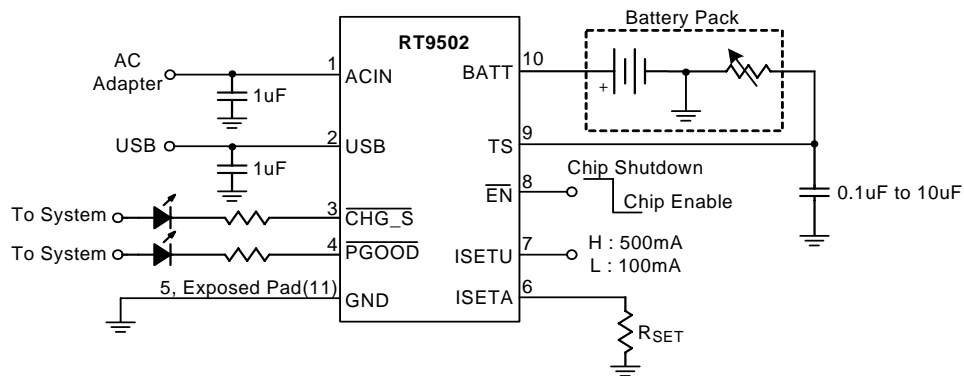 Battery Pack
RT9502
AC
Adapter
1
ACIN
BATT
10
+
1uF
USB
2
USB
TS
9
1uF
Chip Shutdown
EN
8
Chip Enable
0.1uF to 10uF
To System
3
CHG_S
To System
4
PGOOD
ISETU
7
H : 500mA
L : 100mA
5, Exposed Pad(11)
GND
ISETA
6
RSET